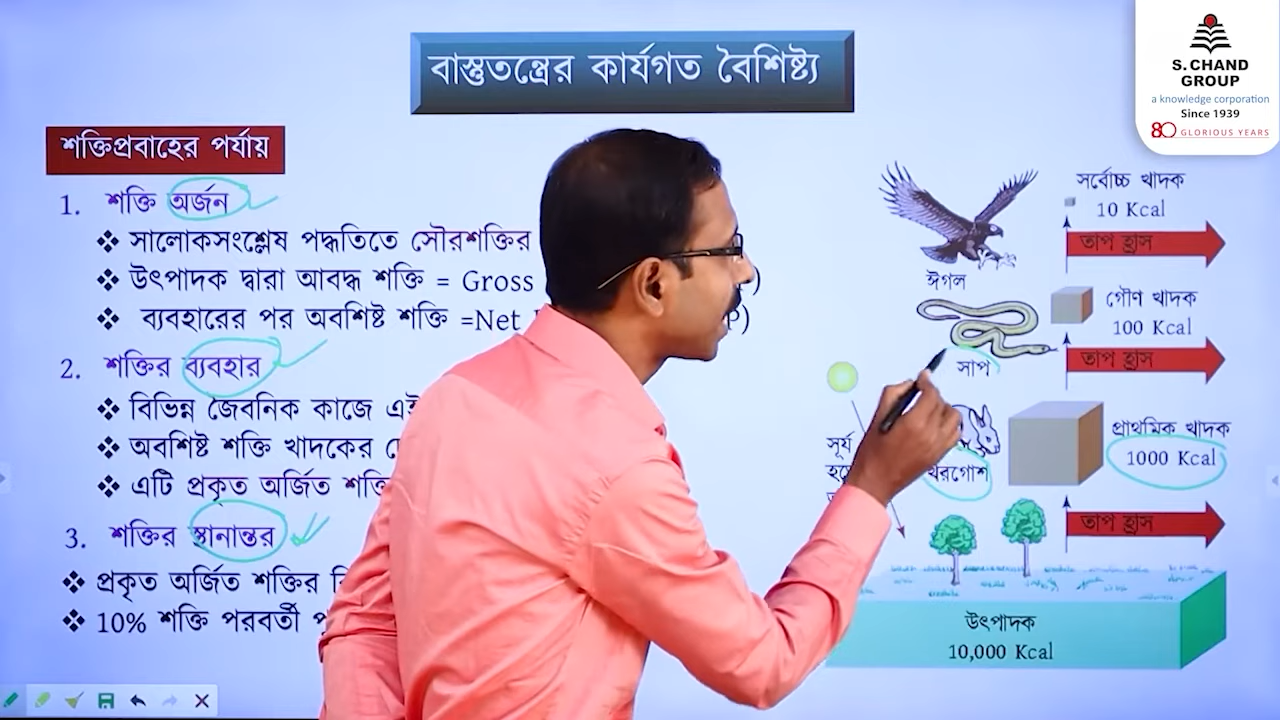 বাস্তুতন্ত্রের কার্যগত বৈশিষ্ট্য
S. CHAND
GROUP
a knowledge corporation
Since 1939
80 GLORIOUS YEARS
শক্তিপ্রবাহের পর্যায়
1. শক্তি অর্জন
❖ সালোকসংশ্লেষ পদ্ধতিতে সৌরশক্তির
❖ উৎপাদক দ্বারা আবদ্ধ শক্তি = Gross
❖ ব্যবহারের পর অবশিষ্ট শক্তি =Net P)
2. শক্তির ব্যবহার
❖ বিভিন্ন জৈবনিক কাজে
❖ অবশিষ্ট শক্তি খাদকের
❖ এটি প্রকৃত অর্জিত
3. শক্তির স্থানান্তর
❖ প্রকৃত অর্জিত শক্তির
❖ 10% শক্তি পরবর্তী
সর্বোচ্চ খাদক
10 Kcal
তাপ হ্রাস
ঈগল
গৌণ খাদক
100 Kcal
তাপ হ্রাস
সাপ
সূর্য
প্রাথমিক খাদক
1000 Kcal
খরগোশ
তাপ হ্রাস
উৎপাদক
10,000 Kcal